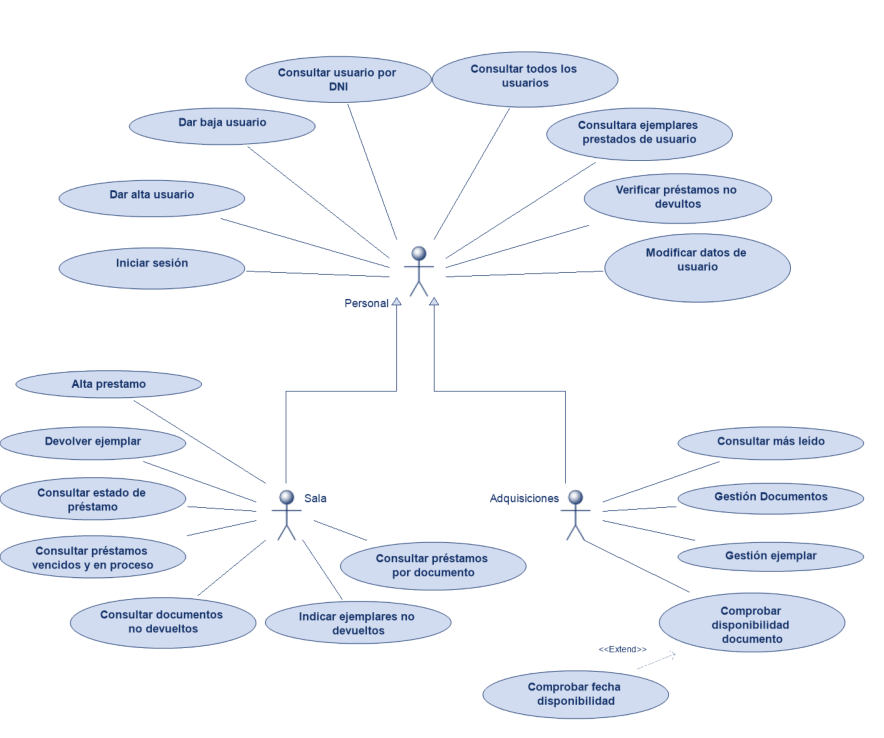 Consultar usuario por
DNI
Consultar todos los
usuarios
Dar baja usuario
Consultara ejemplares
prestados de usuario
Dar alta usuario
Verificar préstamos no
devultos
Iniciar sesión
Modificar datos de
usuario
Personal
Alta prestamo
Devolver ejemplar
Consultar estado de
préstamo
Consultar préstamos
vencidos y en proceso
Consultar documentos
no devueltos
Indicar ejemplares no
devueltos
Consultar préstamos
por documento
Sala
Adquisiciones
Consultar más leído
Gestión Documentos
Gestión ejemplar
Comprobar
disponibilidad
documento
<<Extend>>
Comprobar fecha
disponibilidad